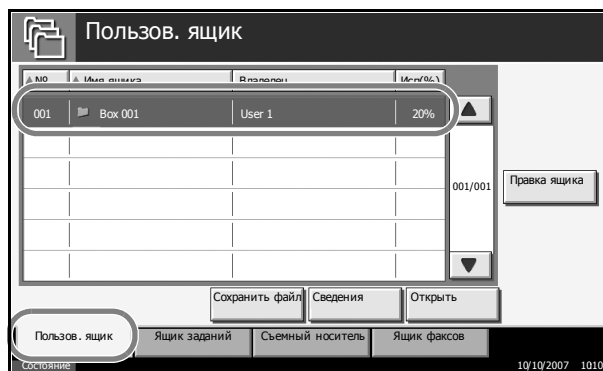 Пользов. ящик
№ Имя ящика Владелец Исп(%)
001 Box 001 User 1 20%
001/001
Правка ящика
Сохранить файл Сведения Открыть
Пользов. ящик Ящик заданий Съемный носитель Ящик факсов
Состояние 10/10/2007 1010